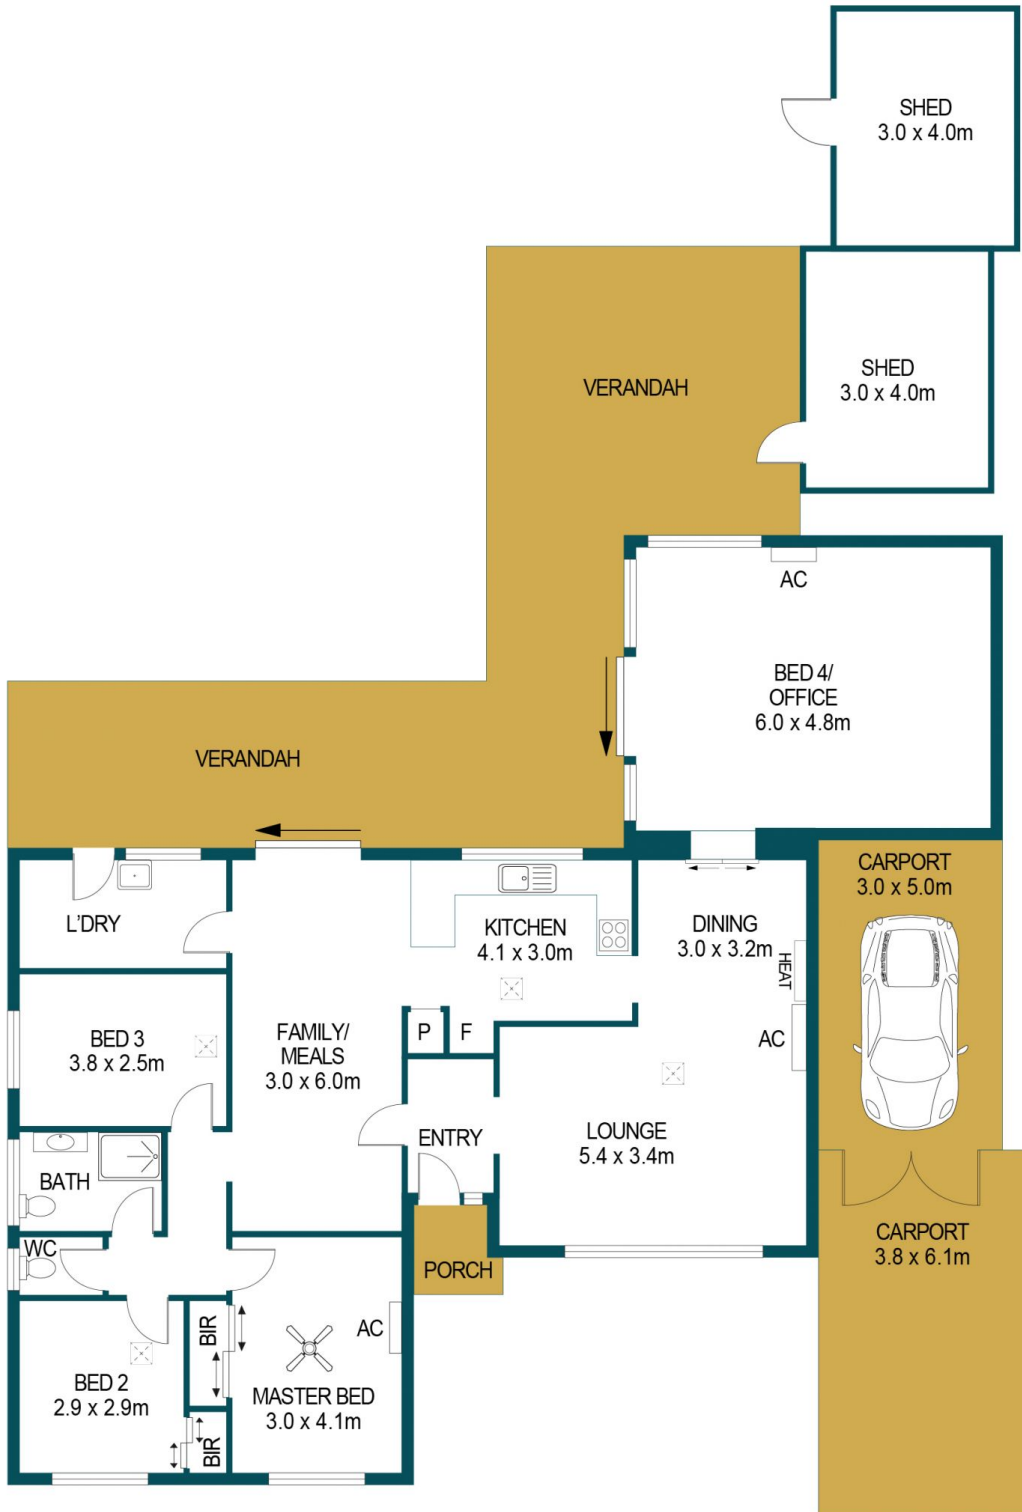 SHED
3.0 x 4.0m
VERANDAH
SHED
3.0 x 4.0m
AC
BED 4/
OFFICE
6.0 x 4.8m
VERANDAH
CARPORT
3.0 x 5.0m
L'DRY
KITCHEN
4.1 x 3.0m
DINING
3.0 x 3.2m
HEAT
BED 3
3.8 x 2.5m
FAMILY/
MEALS
3.0 x 6.0m
P
F
AC
ENTRY
LOUNGE
5.4 x 3.4m
BATH
WC
CARPORT
3.8 x 6.1m
PORCH
BIR
AC
BED 2
2.9 x 2.9m
MASTER BED
3.0 x 4.1m
BIR